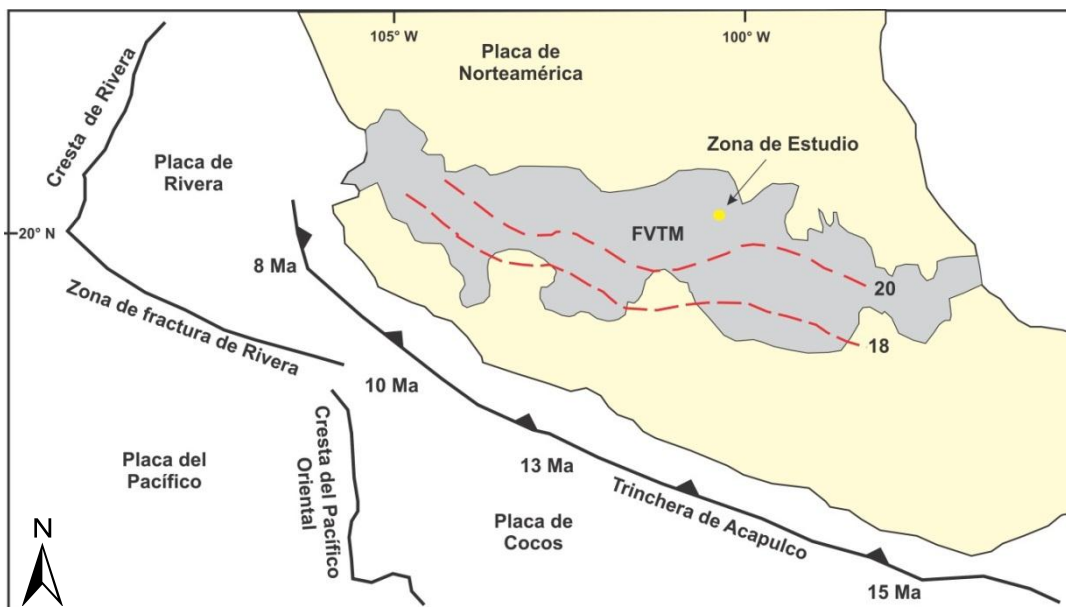 105° W
100° W
Placa de
Norteamérica
Cresta de Rivera
Placa de
Rivera
Zona de Estudio
20° N
FVTM
8 Ma
20
Zona de fractura de Rivera
18
10 Ma
Cresta del Pacífico
Oriental
Placa del
Pacífico
13 Ma
Trinchera de Acapulco
Placa de
Cocos
15 Ma
N